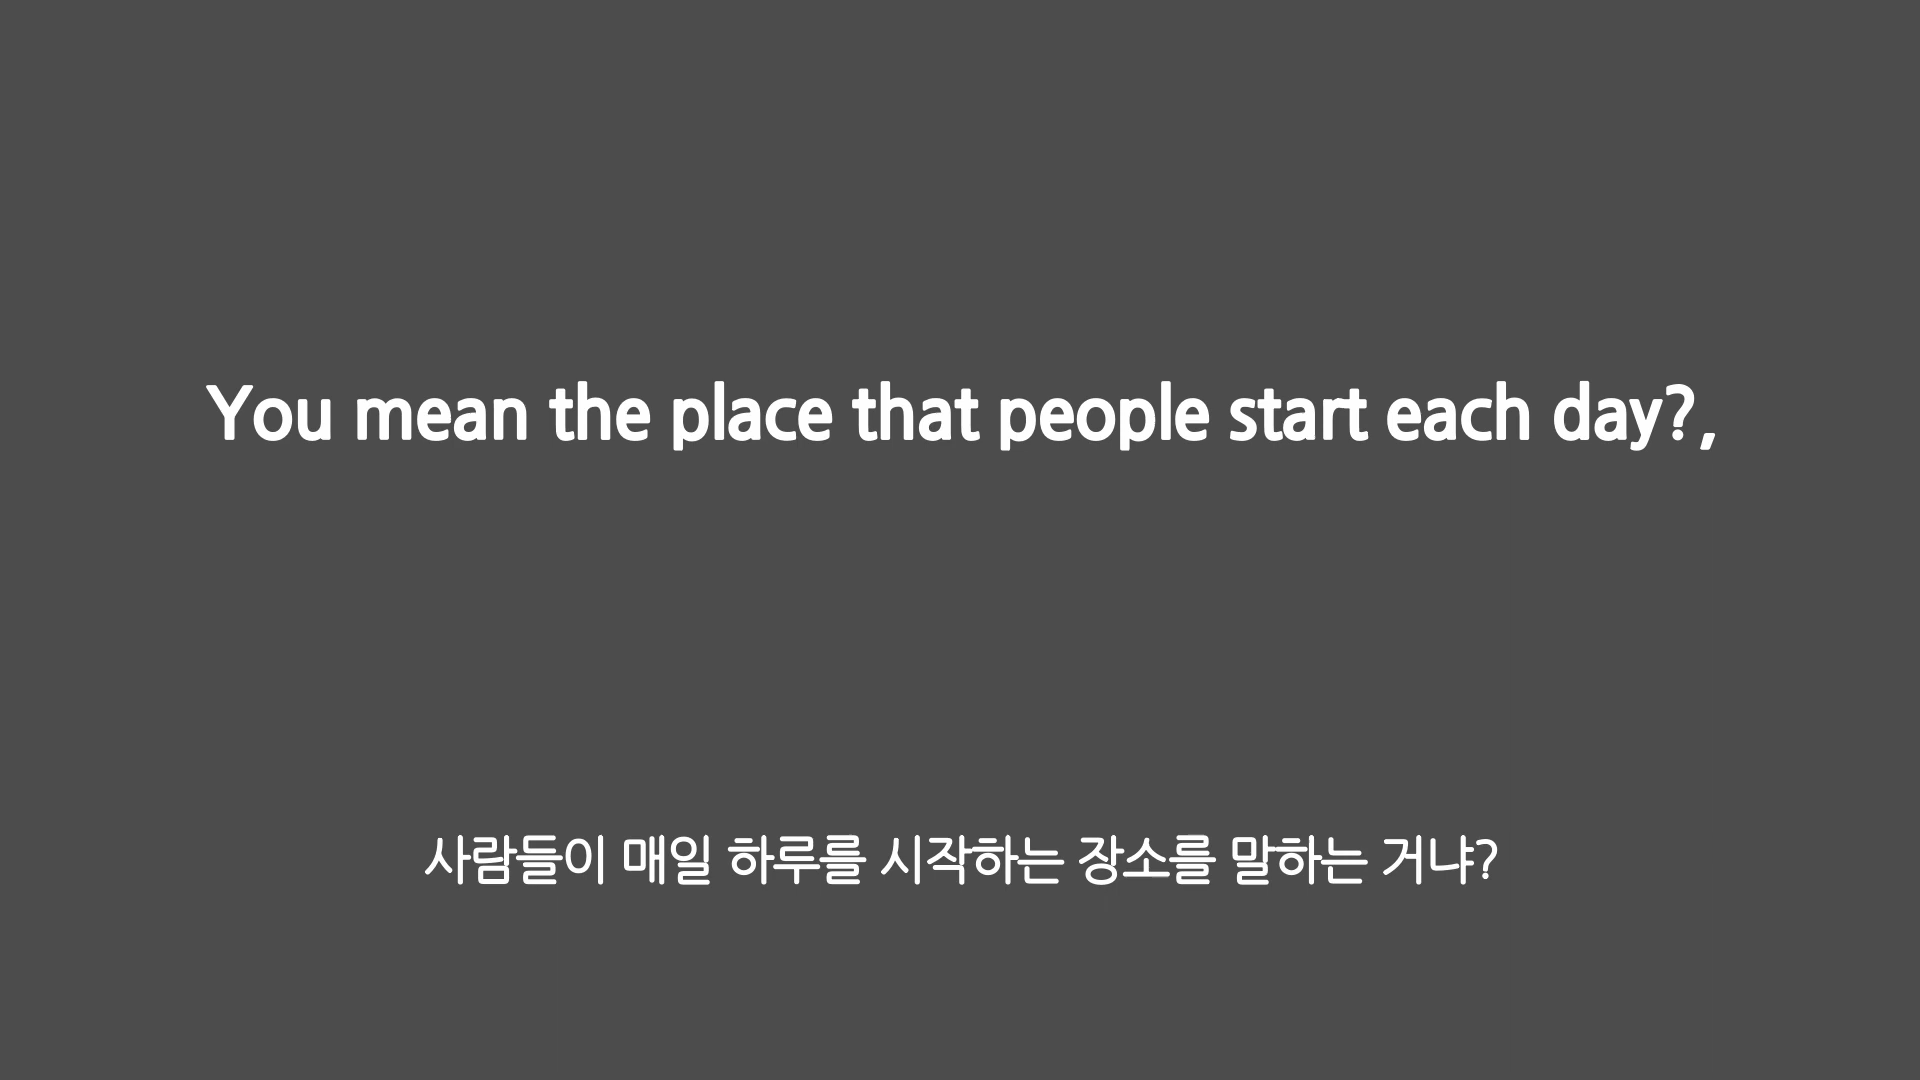 You mean the place that people start each day?,
사람들이 매일 하루를 시작하는 장소를 말하는 거냐?